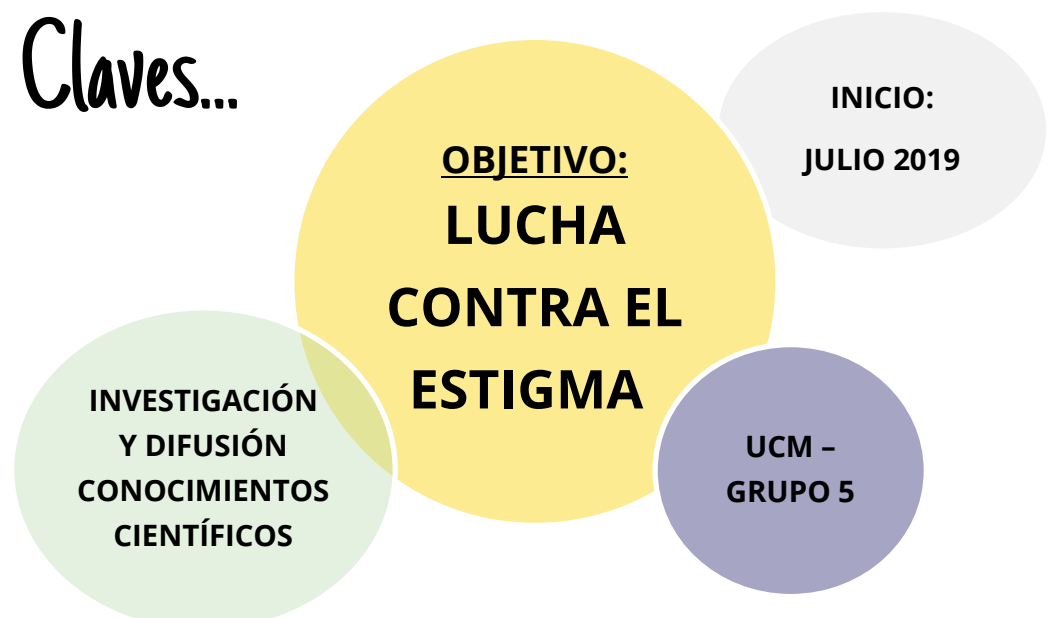 Claves...
OBJETIVO:
LUCHA
CONTRA EL
ESTIGMA
INICIO:
JULIO 2019
INVESTIGACIÓN
Y DIFUSIÓN
CONOCIMIENTOS
CIENTÍFICOS
UCM –
GRUPO 5